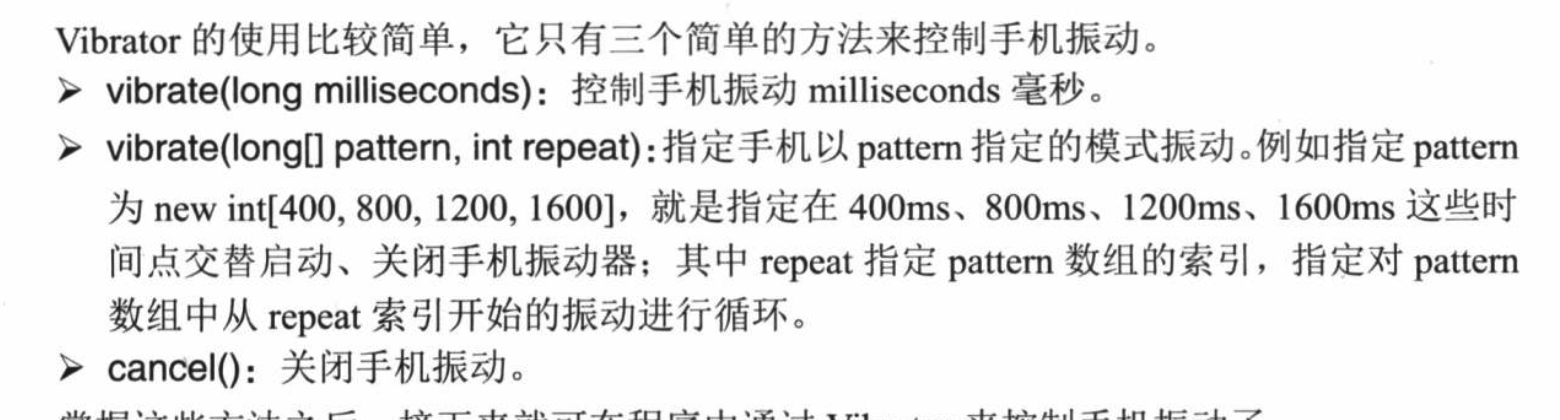 Vibrator 的使用比较简单，它只有三个简单的方法来控制手机振动。
➢ vibrate(long milliseconds)：控制手机振动 milliseconds 毫秒。
➢ vibrate(long[] pattern, int repeat)：指定手机以 pattern 指定的模式振动。例如指定 pattern
为 new int[400, 800, 1200, 1600]，就是指定在 400ms、800ms、1200ms、1600ms 这些时
间点交替启动、关闭手机振动器；其中 repeat 指定 pattern 数组的索引，指定对 pattern
数组中从 repeat 索引开始的振动进行循环。
➢ cancel()：关闭手机振动。